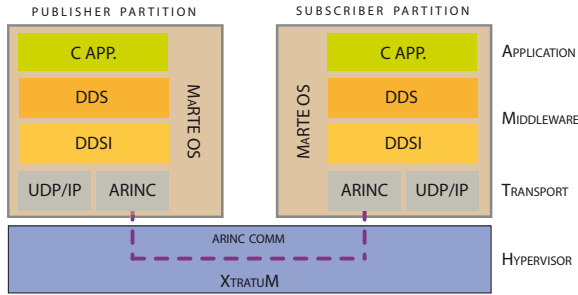 PUBLISHER PARTITION
SUBSCRIBER PARTITION
C APP.
DDS
DDSI
UDP/IP
ARINC
MARTE OS
MARTE OS
C APP.
DDS
DDSI
ARINC
UDP/IP
APPLICATION
MIDDLEWARE
TRANSPORT
HYPERVISOR
ARINC COMM
XTRATUM